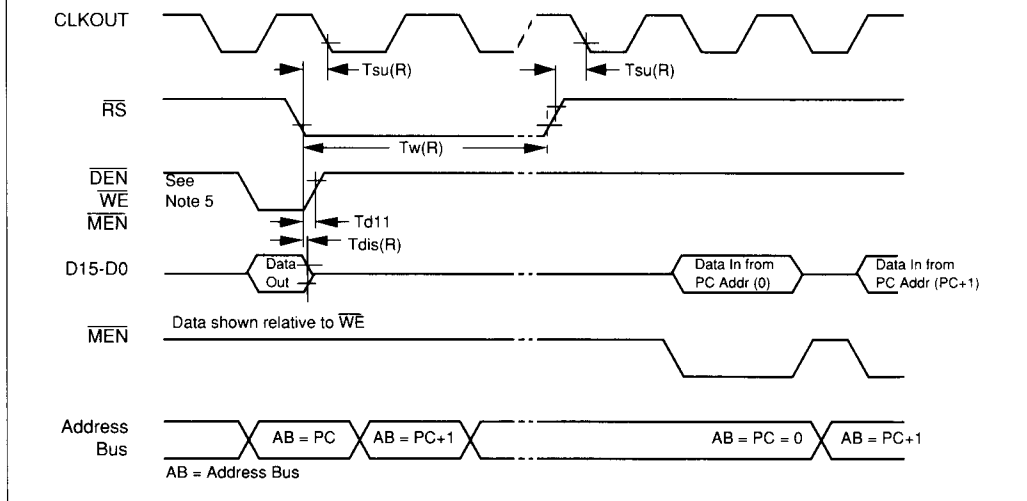 CLKOUT
Tsu(R)
Tsu(R)
RS
Tw(R)
DEN
WE
MEN
See
Note 5
Td11
Tdis(R)
D15-D0
Data
Out
Data In from
PC Addr (0)
Data In from
PC Addr (PC+1)
Data shown relative to WE
MEN
Address
Bus
AB = PC
AB = PC+1
AB = PC = 0
AB = PC+1
AB = Address Bus